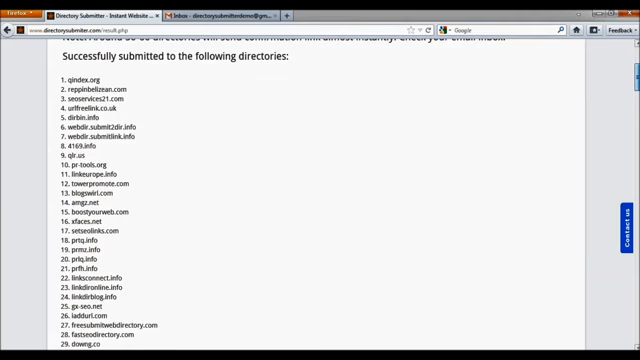 firefox
Directory Submitter - Instant Website ...
Inbox - directorysubmitterdemo@gm...
www.directorysubmiter.com/result.php
Google
Feedback
Successfully submitted to the following directories:
1. qindex.org
2. reppinbelizean.com
3. seoservices21.com
4. urlfreelink.co.uk
5. dirbin.info
6. webdir.submit2dir.info
7. webdir.submitlink.info
8. 4169.info
9. qlr.us
10. pr-tools.org
11. linkeurope.info
12. towerpromote.com
13. blogswirl.com
14. amgz.net
15. boostyourweb.com
16. xfaces.net
17. setseolinks.com
18. prtq.info
19. prmz.info
20. prlq.info
21. prfh.info
22. linksconnect.info
23. linkdironline.info
24. linkdirblog.info
25. gx-seo.net
26. iaddurl.com
27. freesubmitwebdirectory.com
28. fastseodirectory.com
29. downg.co
Contact us